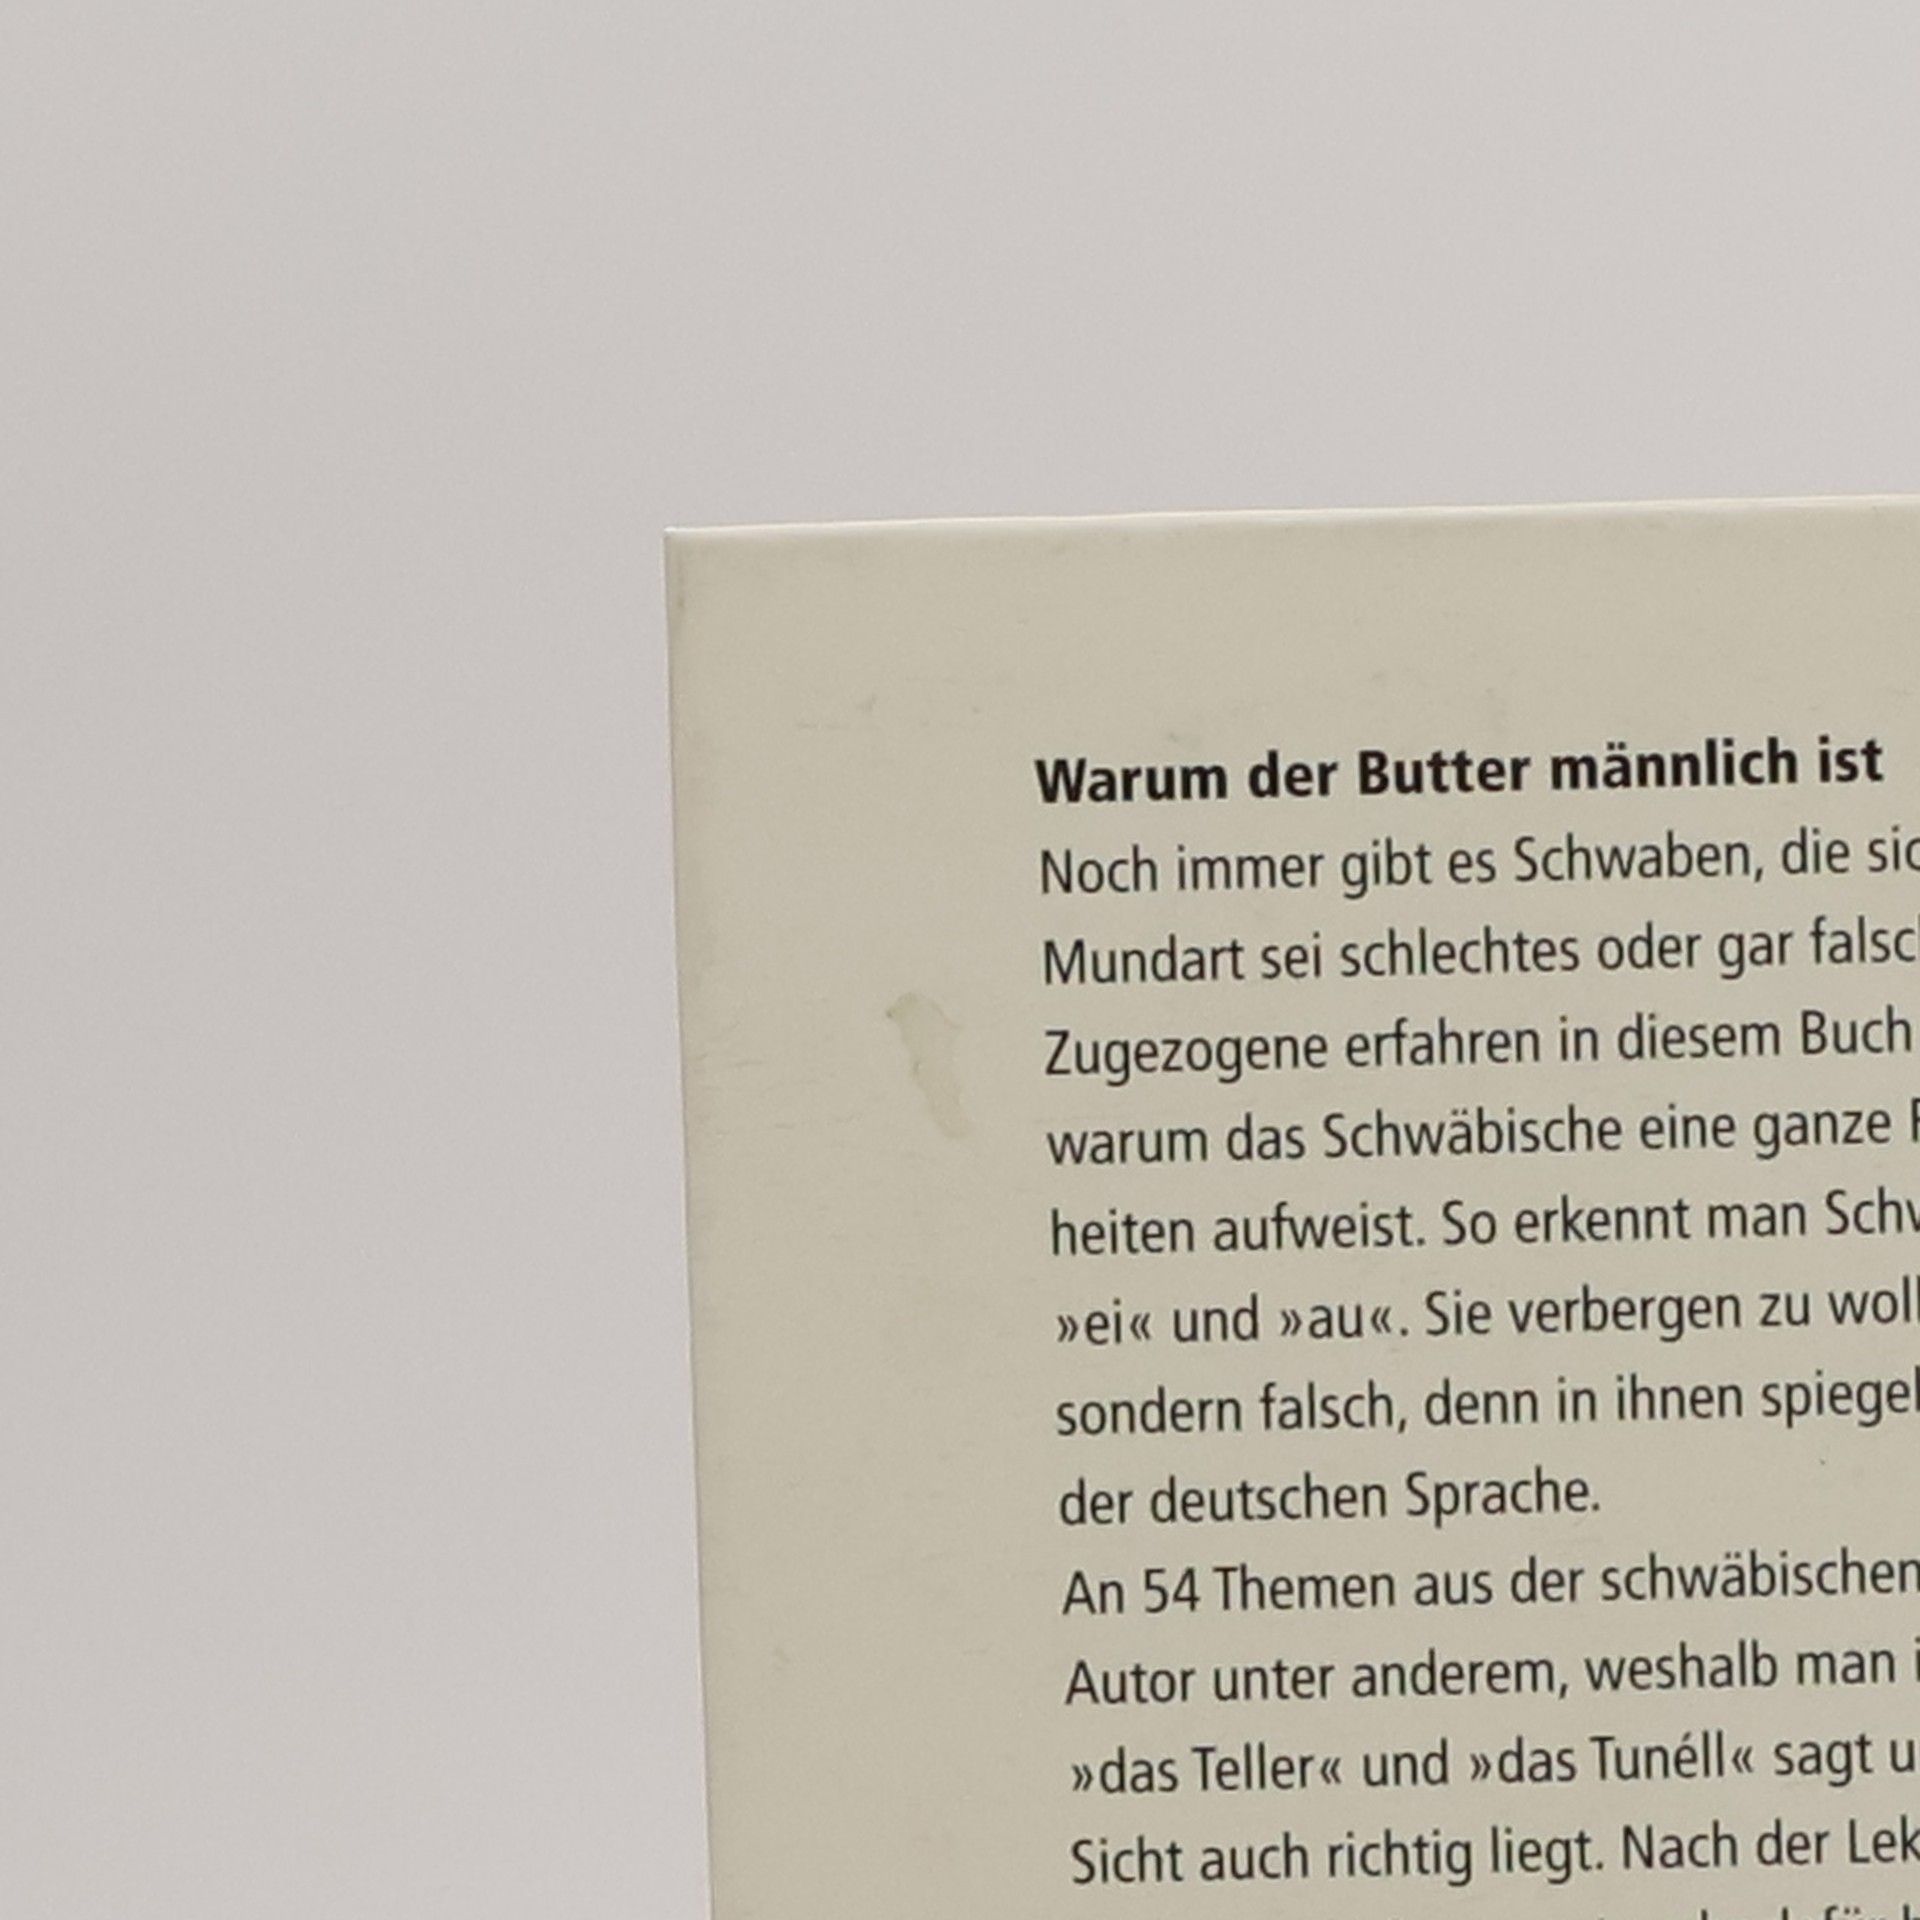 Warum der Butter männlich ist
Noch immer gibt es Schwaben, die
Mundart sei schlechtes oder gar
Zugezogene erfahren in diesem Buch
warum das Schwäbische eine ganze
heiten aufweist. So erkennt man
»ei« und »au«. Sie verbergen zu
sondern falsch, denn in ihnen
der deutschen Sprache.
An 54 Themen aus der schwäbischen
Autor unter anderem, weshalb man
»das Teller« und »das Tunéll« sagt
Sicht auch richtig liegt. Nach der